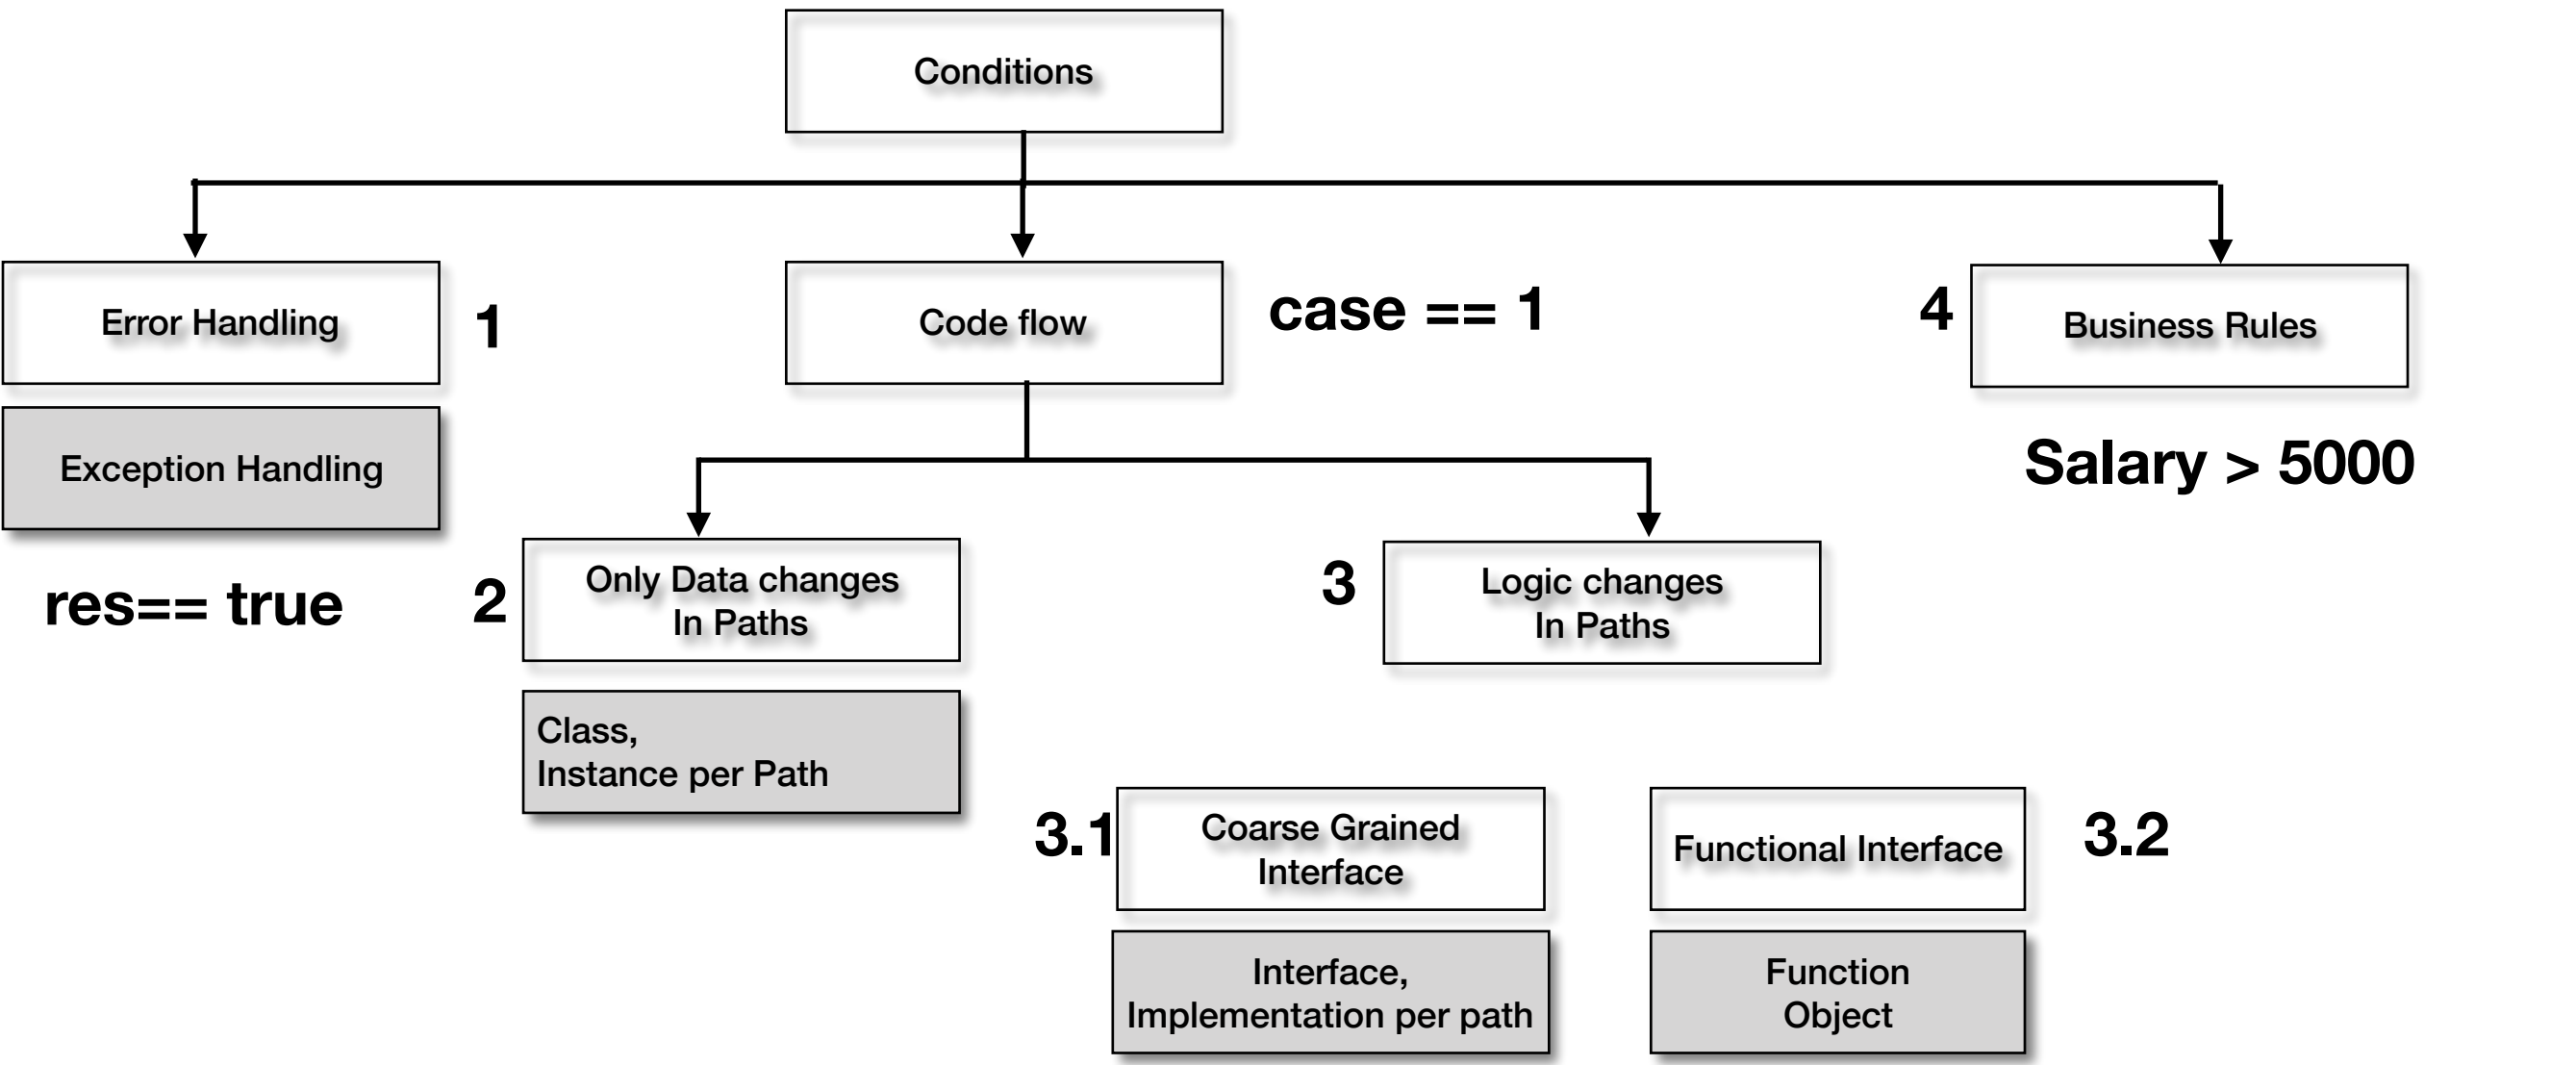 Conditions
Error Handling
1
Code flow
case == 1
4
Business Rules
Exception Handling
Salary > 5000
res== true
2
Only Data changes
In Paths
3
Logic changes
In Paths
Class,
Instance per Path
3.1
Coarse Grained
Interface
Functional Interface
3.2
Interface,
Implementation per path
Function
Object